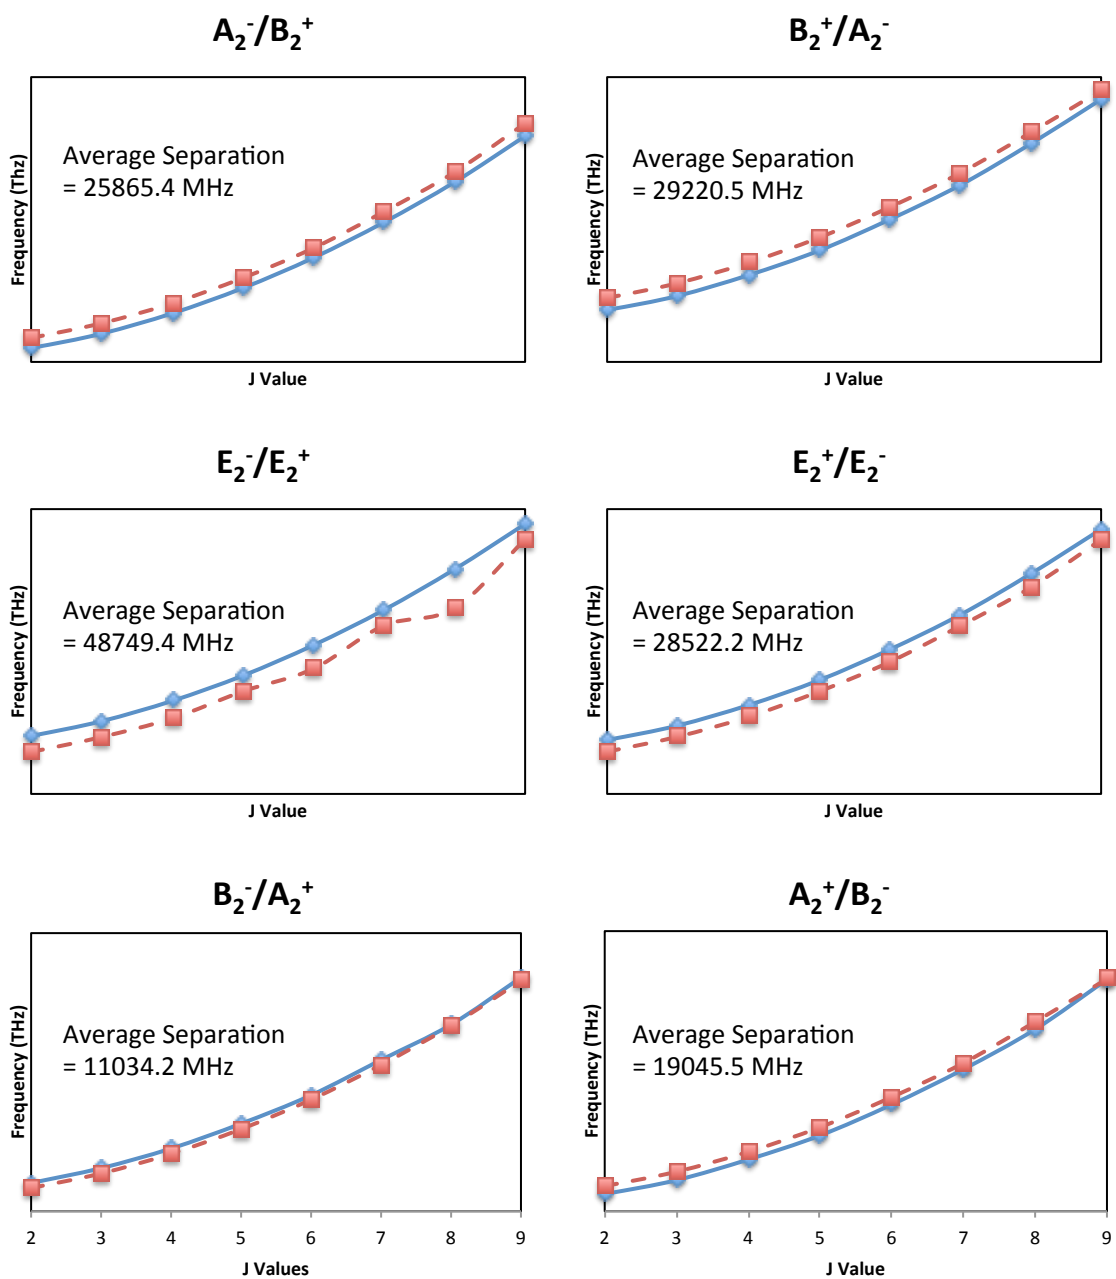 A₂⁻/B₂⁺
B₂⁺/A₂⁻
Frequency (THz)
Average Separation
= 25865.4 MHz
J Value
Frequency (THz)
Average Separation
= 29220.5 MHz
J Value
E₂⁻/E₂⁺
E₂⁺/E₂⁻
Frequency (THz)
Average Separation
= 48749.4 MHz
J Value
Frequency (THz)
Average Separation
= 28522.2 MHz
J Value
B₂⁻/A₂⁺
A₂⁺/B₂⁻
Frequency (THz)
Average Separation
= 11034.2 MHz
2 3 4 5 6 7 8 9
J Values
Frequency (THz)
Average Separation
= 19045.5 MHz
2 3 4 5 6 7 8 9
J Value